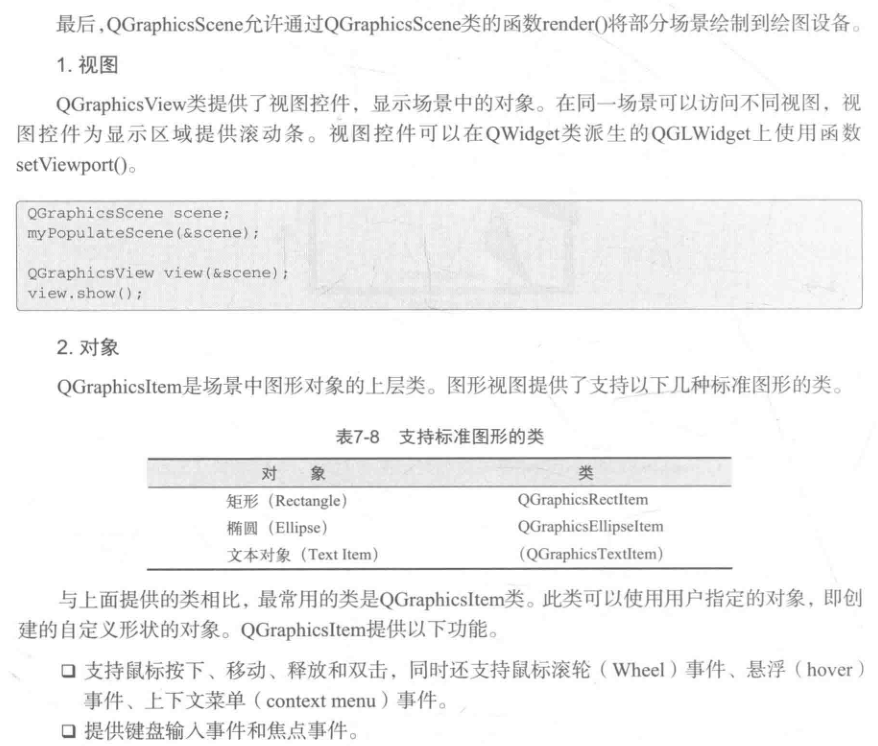 最后,QGraphicsScene允许通过QGraphicsScene类的函数render()将部分场景绘制到绘图设备。
1. 视图
QGraphicsView类提供了视图控件，显示场景中的对象。在同一场景可以访问不同视图，视
图控件为显示区域提供滚动条。视图控件可以在QWidget类派生的QGLWidget上使用函数
setViewport()。
QGraphicsScene scene;
myPopulateScene(&scene);
QGraphicsView view(&scene);
view.show();
2. 对象
QGraphicsItem是场景中图形对象的上层类。图形视图提供了支持以下几种标准图形的类。
表7-8 支持标准图形的类
对 象 类
矩形（Rectangle） QGraphicsRectItem
椭圆（Ellipse） QGraphicsEllipseItem
文本对象（Text Item） (QGraphicsTextItem)
与上面提供的类相比，最常用的类是QGraphicsItem类。此类可以使用用户指定的对象，即创
建的自定义形状的对象。QGraphicsItem提供以下功能。
❑ 支持鼠标按下、移动、释放和双击，同时还支持鼠标滚轮（Wheel）事件、悬浮（hover）
事件、上下文菜单（context menu）事件。
❑ 提供键盘输入事件和焦点事件。